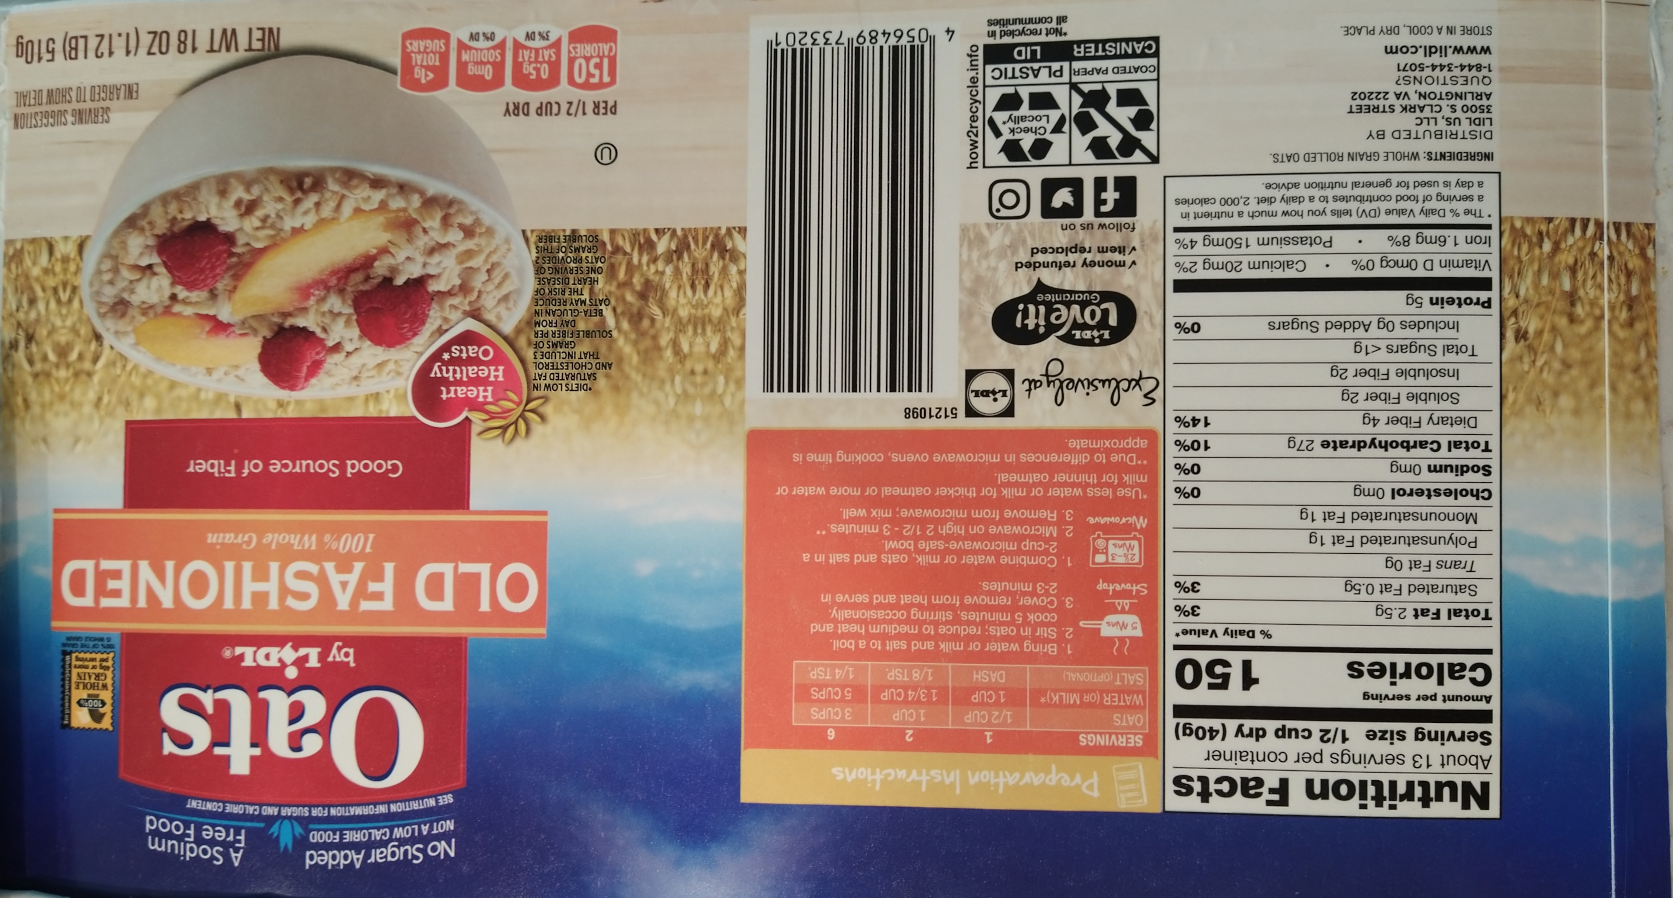 No Sugar Added
NOT A LOW CALORIE FOOD
A Sodium
Free Food
SEE NUTRITION INFORMATION FOR SUGAR AND CALORIE CONTENT
Oats
by LIDL®
100%
WHOLE
GRAIN
40g or more
per serving
100% OF THE GRAIN
IS WHOLE GRAIN
OLD FASHIONED
100% Whole Grain
Good Source of Fiber
Heart
Healthy
Oats*
*DIETS LOW IN
SATURATED FAT
AND CHOLESTEROL
THAT INCLUDE 3
GRAMS OF
SOLUBLE FIBER PER
DAY FROM
BETA-GLUCAN IN
OATS MAY REDUCE
THE RISK OF
HEART DISEASE.
ONE SERVING OF
OATS PROVIDES 2
GRAMS OF THIS
SOLUBLE FIBER.
U
PER 1/2 CUP DRY
150
CALORIES
0.5g
SAT FAT
3% DV
0mg
SODIUM
0% DV
<1g
TOTAL
SUGARS
SERVING SUGGESTION
ENLARGED TO SHOW DETAIL
NET WT 18 OZ (1.12 LB) 510g
Preparation Instructions
SERVINGS 1 2 6
OATS 1/2 CUP 1 CUP 3 CUPS
WATER (OR MILK)* 1 CUP 1 3/4 CUP 5 CUPS
SALT (OPTIONAL) DASH 1/8 TSP. 1/4 TSP.
5 Mins
Stovetop
1. Bring water or milk and salt to a boil.
2. Stir in oats; reduce to medium heat and
cook 5 minutes, stirring occasionally.
3. Cover, remove from heat and serve in
2-3 minutes.
2½-3
Mins
Microwave
1. Combine water or milk, oats and salt in a
2-cup microwave-safe bowl.
2. Microwave on high 2 1/2 - 3 minutes.**
3. Remove from microwave; mix well.
*Use less water or milk for thicker oatmeal or more water or
milk for thinner oatmeal.
**Due to differences in microwave ovens, cooking time is
approximate.
Exclusively at
LIDL
5121098
LIDL
Love it!
Guarantee
✓ money refunded
✓ item replaced
follow us on
how2recycle.info
Check
Locally*
COATED PAPER
PLASTIC
CANISTER
LID
*Not recycled in
all communities
4 056489 733201
Nutrition Facts
About 13 servings per container
Serving size 1/2 cup dry (40g)
Amount per serving
Calories 150
% Daily Value*
Total Fat 2.5g 3%
Saturated Fat 0.5g 3%
Trans Fat 0g
Polyunsaturated Fat 1g
Monounsaturated Fat 1g
Cholesterol 0mg 0%
Sodium 0mg 0%
Total Carbohydrate 27g 10%
Dietary Fiber 4g 14%
Soluble Fiber 2g
Insoluble Fiber 2g
Total Sugars <1g
Includes 0g Added Sugars 0%
Protein 5g
Vitamin D 0mcg 0% • Calcium 20mg 2%
Iron 1.6mg 8% • Potassium 150mg 4%
* The % Daily Value (DV) tells you how much a nutrient in
a serving of food contributes to a daily diet. 2,000 calories
a day is used for general nutrition advice.
INGREDIENTS: WHOLE GRAIN ROLLED OATS.
DISTRIBUTED BY
LIDL US, LLC
3500 S. CLARK STREET
ARLINGTON, VA 22202
QUESTIONS?
1-844-344-5071
www.lidl.com
STORE IN A COOL, DRY PLACE.